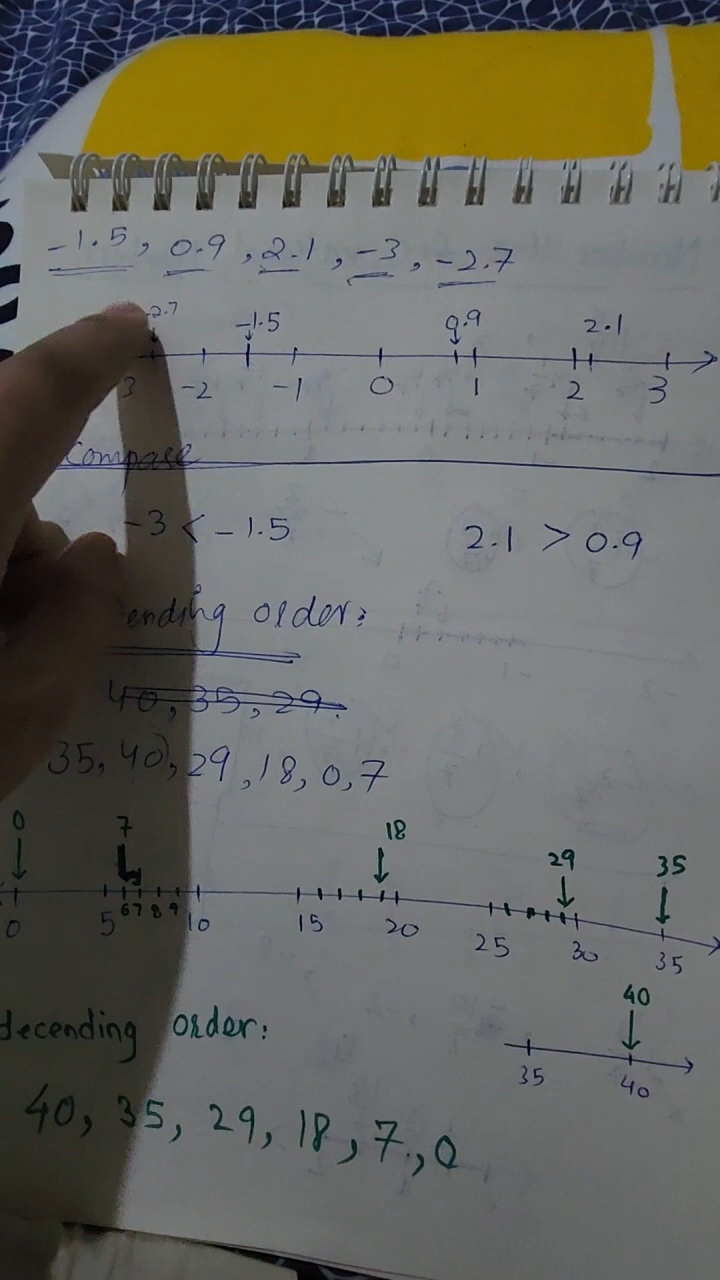 -1.5, 0.9, 2.1, -3, -2.7
-2.7 -1.5 0.9 2.1
3 -2 -1 0 1 2 3
Compare
-3 < -1.5 2.1 > 0.9
ending order:
40, 35, 29.
35, 40, 29, 18, 0, 7
0 7 18 29 35
0 5 6 7 8 9 10 15 20 25 30 35
40
35 40
decending order:
40, 35, 29, 18, 7, 0